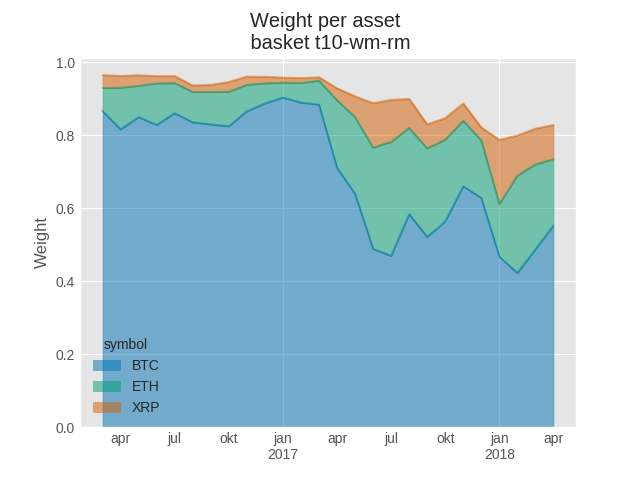 Weight per asset
basket t10-wm-rm
1.0
0.8
0.6
0.4
0.2
0.0
Weight
symbol
BTC
ETH
XRP
apr jul okt jan apr jul okt jan apr
2017 2018